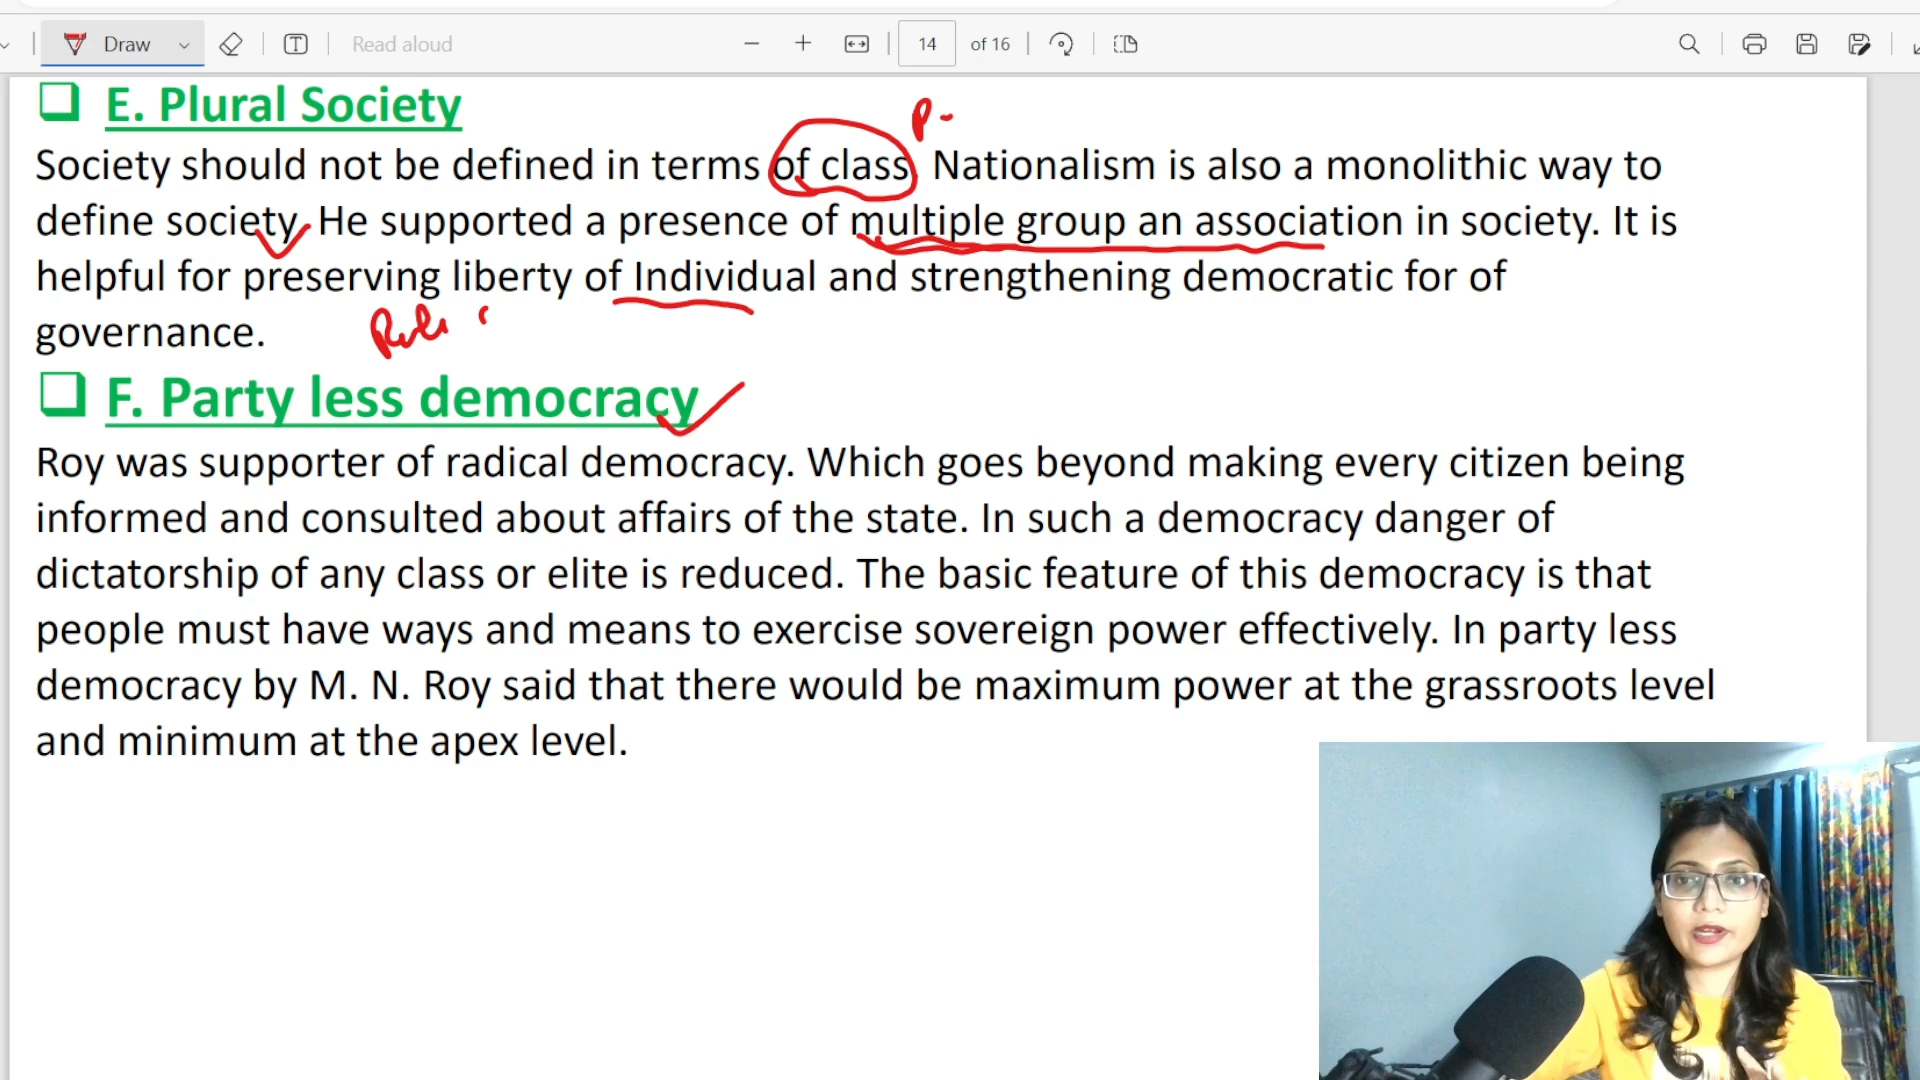 Draw
Read aloud
14 of 16
E. Plural Society
P-
Society should not be defined in terms of class Nationalism is also a monolithic way to
define society. He supported a presence of multiple group an association in society. It is
helpful for preserving liberty of Individual and strengthening democratic for of
governance.
F. Party less democracy
Roy was supporter of radical democracy. Which goes beyond making every citizen being
informed and consulted about affairs of the state. In such a democracy danger of
dictatorship of any class or elite is reduced. The basic feature of this democracy is that
people must have ways and means to exercise sovereign power effectively. In party less
democracy by M. N. Roy said that there would be maximum power at the grassroots level
and minimum at the apex level.